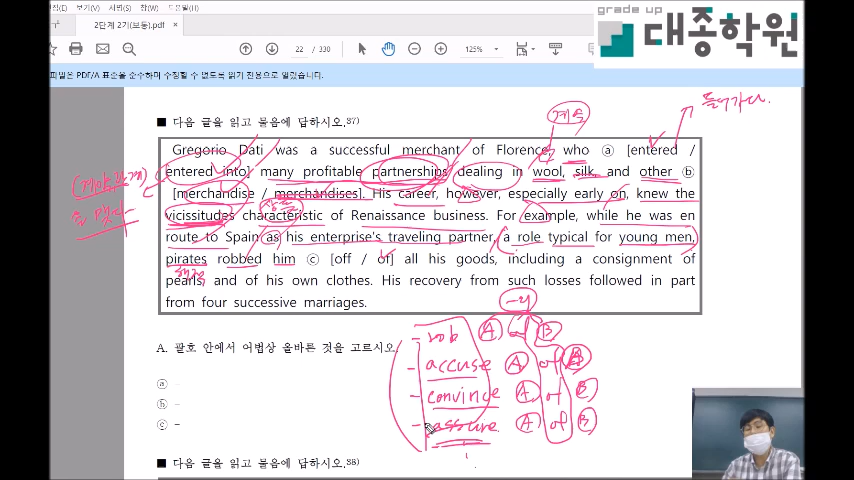 grade up
대종학원
2단계 2기(보통).pdf ×
22 / 330
125%
파일은 PDF/A 표준을 순수하며 수정할 수 없도록 읽기 전용으로 열렸습니다.
■ 다음 글을 읽고 물음에 답하시오.37)
계속
들어가다.
Gregorio Dati was a successful merchant of Florence, who ⓐ [entered /
entered into] many profitable partnerships dealing in wool, silk, and other ⓑ
[merchandise / merchandises]. His career, however, especially early on, knew the
vicissitudes characteristic of Renaissance business. For example, while he was en
route to Spain as his enterprise's traveling partner, a role typical for young men,
pirates robbed him ⓒ [off / of] all his goods, including a consignment of
pearls, and of his own clothes. His recovery from such losses followed in part
from four successive marriages.
상품
해적
A. 괄호 안에서 어법상 올바른 것을 고르시오.
ⓐ -
ⓑ -
ⓒ -
- rob A of B
- accuse A of B
- convince A of B
- assure A of B
■ 다음 글을 읽고 물음에 답하시오.38)